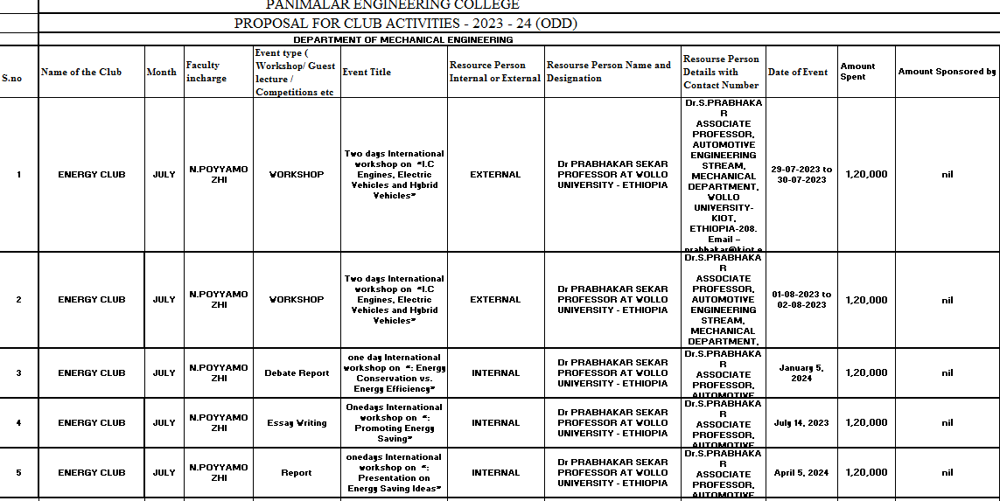 PANIMALAR ENGINEERING COLLEGE
PROPOSAL FOR CLUB ACTIVITIES - 2023 - 24 (ODD)
DEPARTMENT OF MECHANICAL ENGINEERING
S.no
Name of the Club
Month
Faculty
incharge
Event type (
Workshop/ Guest
lecture /
Competitions etc
Event Title
Resource Person
Internal or External
Resourse Person Name and
Designation
Resourse Person
Details with
Contact Number
Date of Event
Amount
Spent
Amount Sponsored by
1
ENERGY CLUB
JULY
N.POYYAMO
ZHI
WORKSHOP
Two days International
workshop on "I.C
Engines, Electric
Vehicles and Hybrid
Vehicles"
EXTERNAL
Dr PRABHAKAR SEKAR
PROFESSOR AT WOLLO
UNIVERSITY - ETHIOPIA
Dr.S.PRABHAKA
R
ASSOCIATE
PROFESSOR,
AUTOMOTIVE
ENGINEERING
STREAM,
MECHANICAL
DEPARTMENT,
WOLLO
UNIVERSITY-
KIOT,
ETHIOPIA-208.
Email –
prabhakar@kiot.e
29-07-2023 to
30-07-2023
1,20,000
nil
2
ENERGY CLUB
JULY
N.POYYAMO
ZHI
WORKSHOP
Two days International
workshop on "I.C
Engines, Electric
Vehicles and Hybrid
Vehicles"
EXTERNAL
Dr PRABHAKAR SEKAR
PROFESSOR AT WOLLO
UNIVERSITY - ETHIOPIA
Dr.S.PRABHAKA
R
ASSOCIATE
PROFESSOR,
AUTOMOTIVE
ENGINEERING
STREAM,
MECHANICAL
DEPARTMENT,
01-08-2023 to
02-08-2023
1,20,000
nil
3
ENERGY CLUB
JULY
N.POYYAMO
ZHI
Debate Report
one day International
workshop on ": Energy
Conservation vs.
Energy Efficiency"
INTERNAL
Dr PRABHAKAR SEKAR
PROFESSOR AT WOLLO
UNIVERSITY - ETHIOPIA
Dr.S.PRABHAKA
R
ASSOCIATE
PROFESSOR,
AUTOMOTIVE
January 5,
2024
1,20,000
nil
4
ENERGY CLUB
JULY
N.POYYAMO
ZHI
Essay Writing
Onedays International
workshop on ":
Promoting Energy
Saving"
INTERNAL
Dr PRABHAKAR SEKAR
PROFESSOR AT WOLLO
UNIVERSITY - ETHIOPIA
Dr.S.PRABHAKA
R
ASSOCIATE
PROFESSOR,
AUTOMOTIVE
July 14, 2023
1,20,000
nil
5
ENERGY CLUB
JULY
N.POYYAMO
ZHI
Report
onedays International
workshop on ":
Presentation on
Energy Saving Ideas"
INTERNAL
Dr PRABHAKAR SEKAR
PROFESSOR AT WOLLO
UNIVERSITY - ETHIOPIA
Dr.S.PRABHAKA
R
ASSOCIATE
PROFESSOR,
AUTOMOTIVE
April 5, 2024
1,20,000
nil